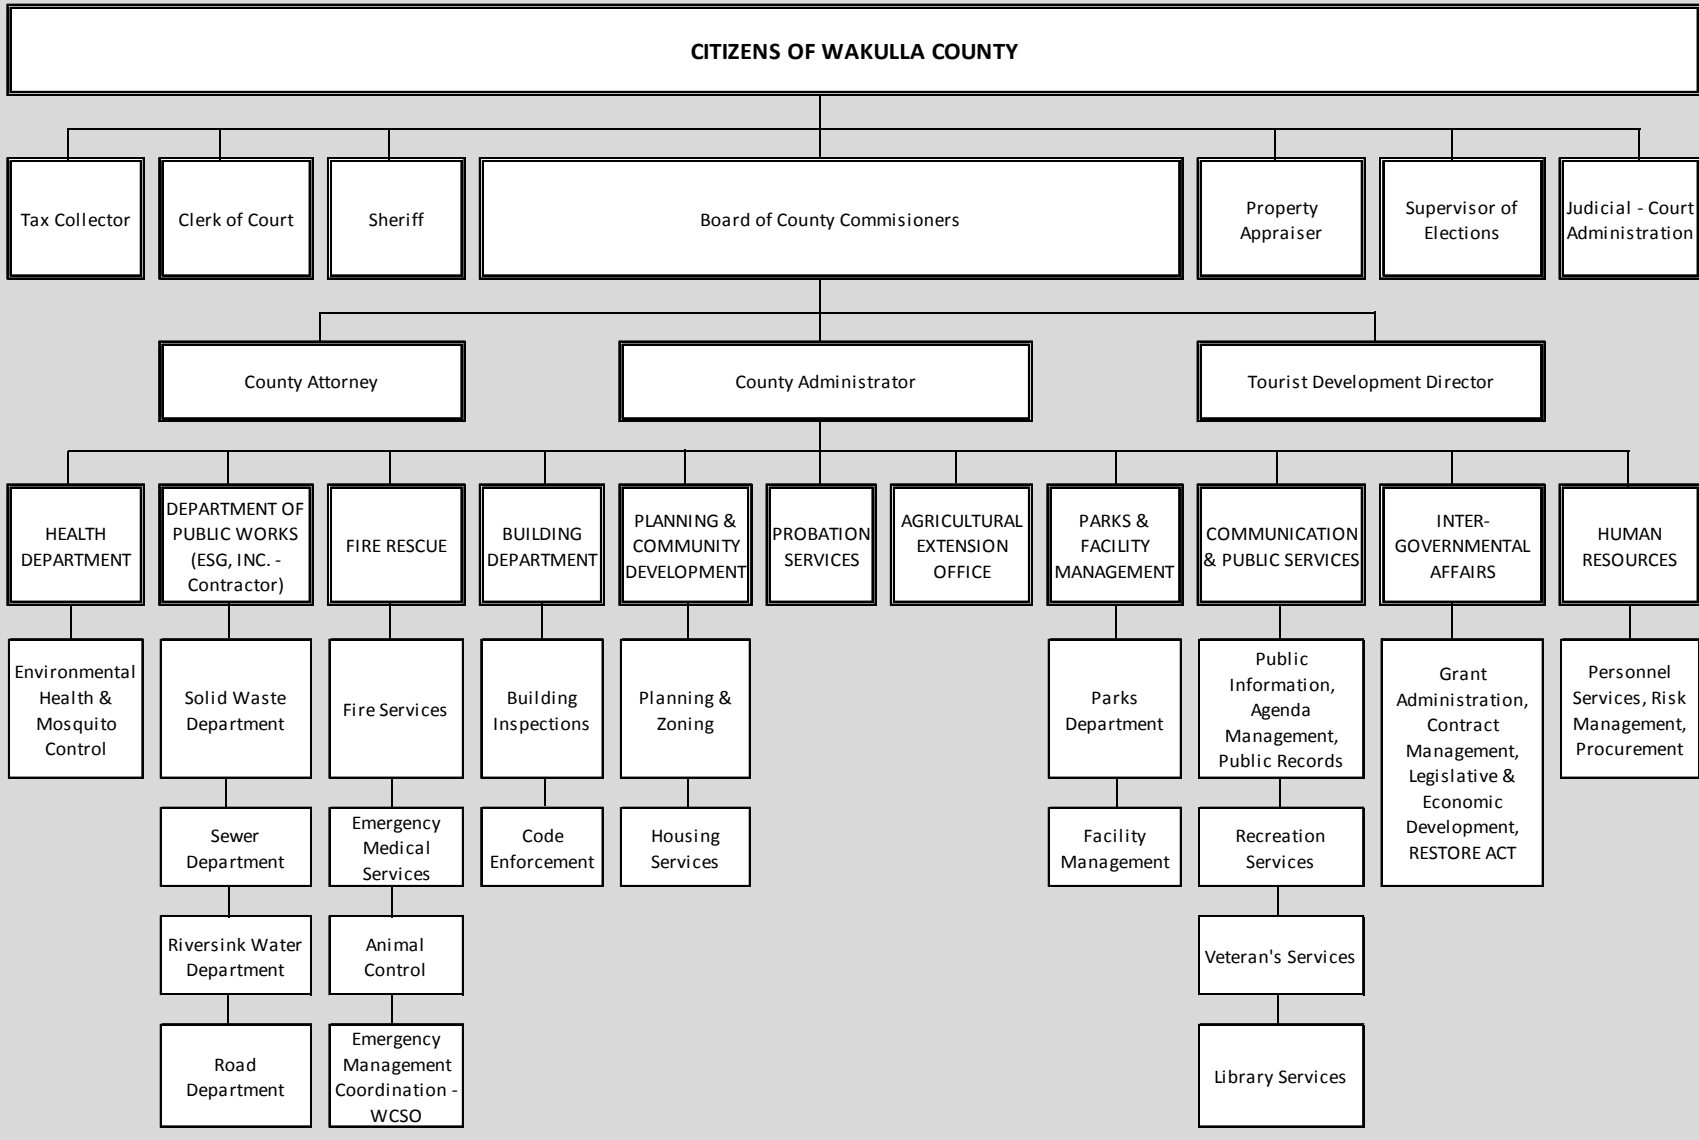 CITIZENS OF WAKULLA COUNTY
Tax Collector
Clerk of Court
Sheriff
Board of County Commisioners
Property
Appraiser
Supervisor of
Elections
Judicial - Court
Administration
County Attorney
County Administrator
Tourist Development Director
HEALTH
DEPARTMENT
DEPARTMENT OF
PUBLIC WORKS
(ESG, INC. -
Contractor)
FIRE RESCUE
BUILDING
DEPARTMENT
PLANNING &
COMMUNITY
DEVELOPMENT
PROBATION
SERVICES
AGRICULTURAL
EXTENSION
OFFICE
PARKS &
FACILITY
MANAGEMENT
COMMUNICATION
& PUBLIC SERVICES
INTER-
GOVERNMENTAL
AFFAIRS
HUMAN
RESOURCES
Environmental
Health &
Mosquito
Control
Solid Waste
Department
Fire Services
Building
Inspections
Planning &
Zoning
Parks
Department
Public
Information,
Agenda
Management,
Public Records
Grant
Administration,
Contract
Management,
Legislative &
Economic
Development,
RESTORE ACT
Personnel
Services, Risk
Management,
Procurement
Sewer
Department
Emergency
Medical
Services
Code
Enforcement
Housing
Services
Facility
Management
Recreation
Services
Riversink Water
Department
Animal
Control
Veteran's Services
Road
Department
Emergency
Management
Coordination -
WCSO
Library Services